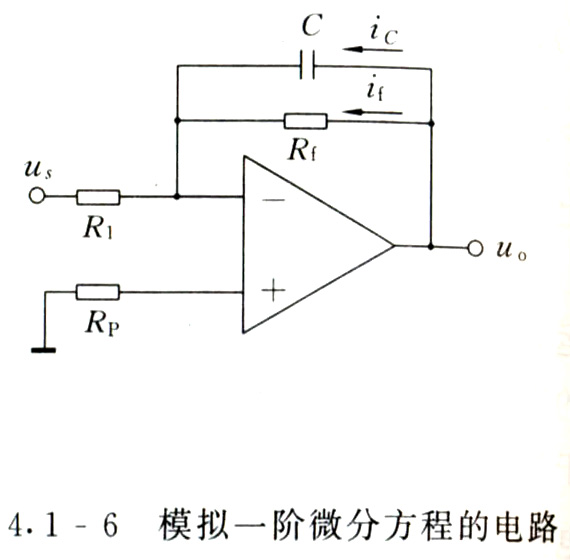 C
i_C
i_f
R_f
u_s
R_1
−
+
R_P
u_o
4.1-6 模拟一阶微分方程的电路